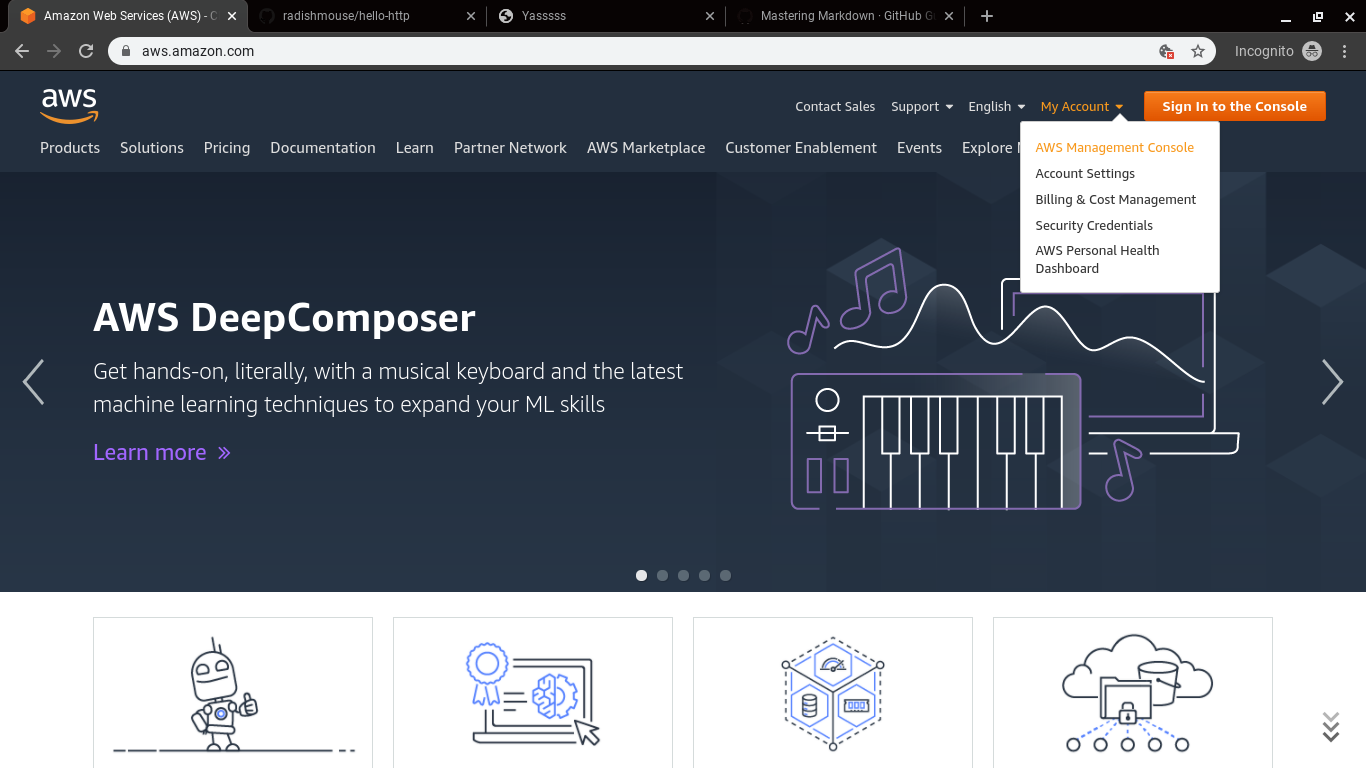 Amazon Web Services (AWS) - C
radishmouse/hello-http
Yasssss
Mastering Markdown · GitHub G
aws.amazon.com
Incognito
aws
Contact Sales
Support
English
My Account
Sign In to the Console
Products
Solutions
Pricing
Documentation
Learn
Partner Network
AWS Marketplace
Customer Enablement
Events
Explore
AWS Management Console
Account Settings
Billing & Cost Management
Security Credentials
AWS Personal Health
Dashboard
AWS DeepComposer
Get hands-on, literally, with a musical keyboard and the latest
machine learning techniques to expand your ML skills
Learn more »